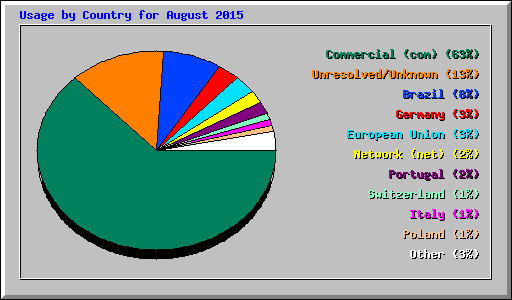 Usage by Country for August 2015
Commercial (com) (63%)
Unresolved/Unknown (13%)
Brazil (8%)
Germany (3%)
European Union (3%)
Network (net) (2%)
Portugal (2%)
Switzerland (1%)
Italy (1%)
Poland (1%)
Other (3%)